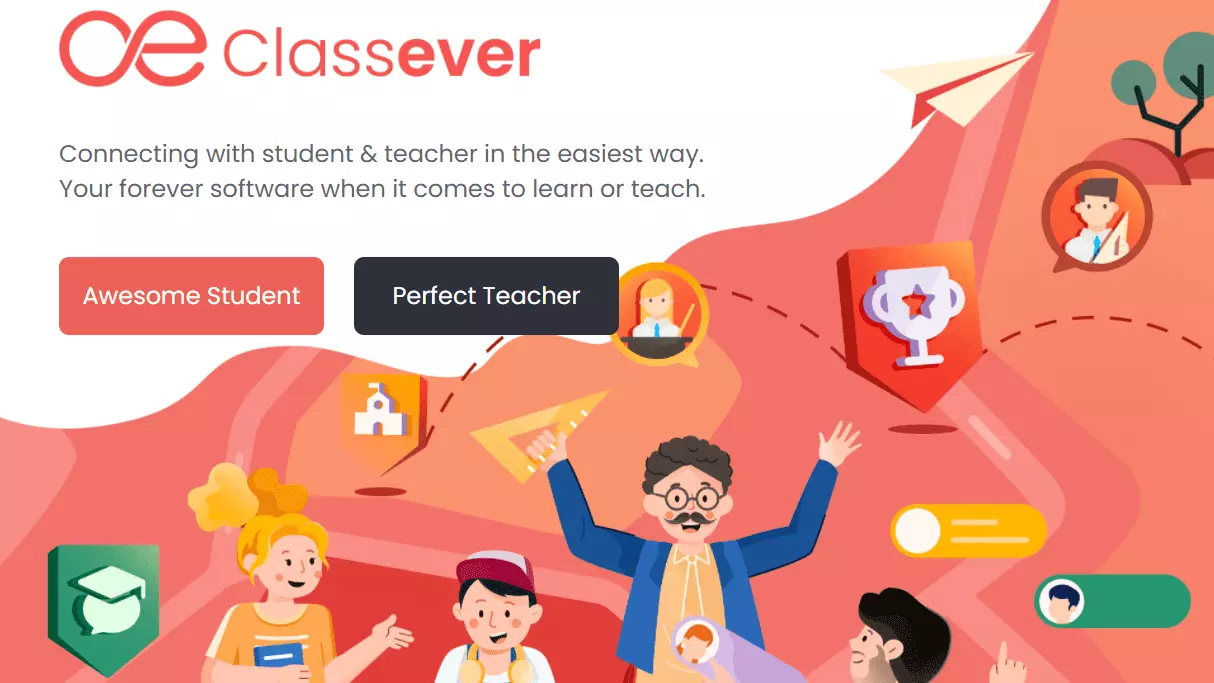 Classever
Connecting with student & teacher in the easiest way.
Your forever software when it comes to learn or teach.
Awesome Student
Perfect Teacher